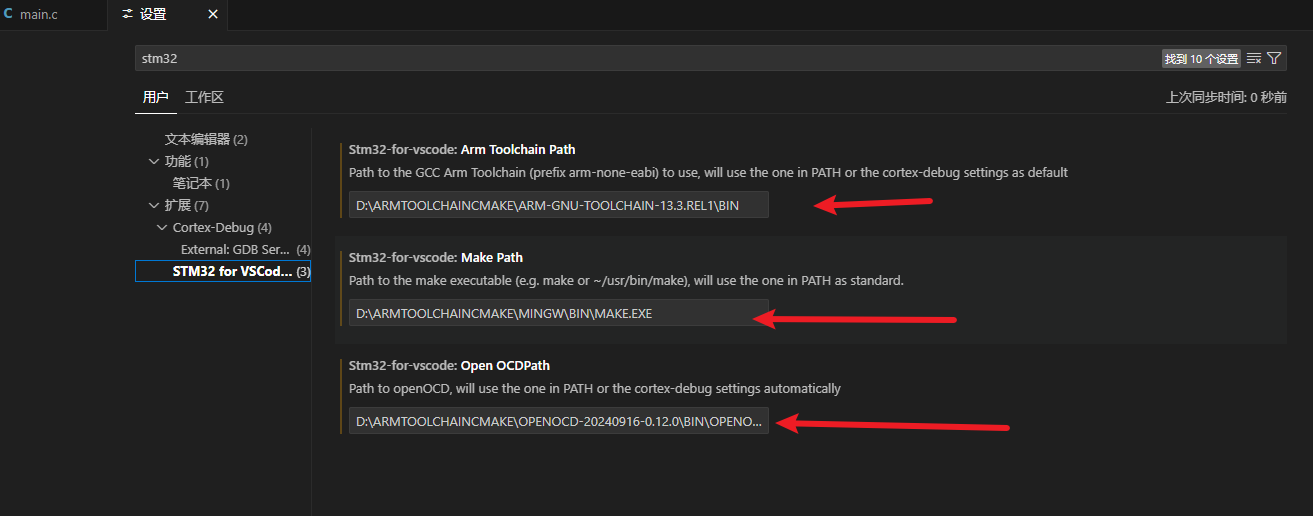 C main.c
设置
stm32
找到 10 个设置
用户
工作区
上次同步时间: 0 秒前
文本编辑器 (2)
功能 (1)
笔记本 (1)
扩展 (7)
Cortex-Debug (4)
External: GDB Ser... (4)
STM32 for VSCod... (3)
Stm32-for-vscode: Arm Toolchain Path
Path to the GCC Arm Toolchain (prefix arm-none-eabi) to use, will use the one in PATH or the cortex-debug settings as default
D:\ARMTOOLCHAINCMAKE\ARM-GNU-TOOLCHAIN-13.3.REL1\BIN
Stm32-for-vscode: Make Path
Path to the make executable (e.g. make or ~/usr/bin/make), will use the one in PATH as standard.
D:\ARMTOOLCHAINCMAKE\MINGW\BIN\MAKE.EXE
Stm32-for-vscode: Open OCDPath
Path to openOCD, will use the one in PATH or the cortex-debug settings automatically
D:\ARMTOOLCHAINCMAKE\OPENOCD-20240916-0.12.0\BIN\OPENO...